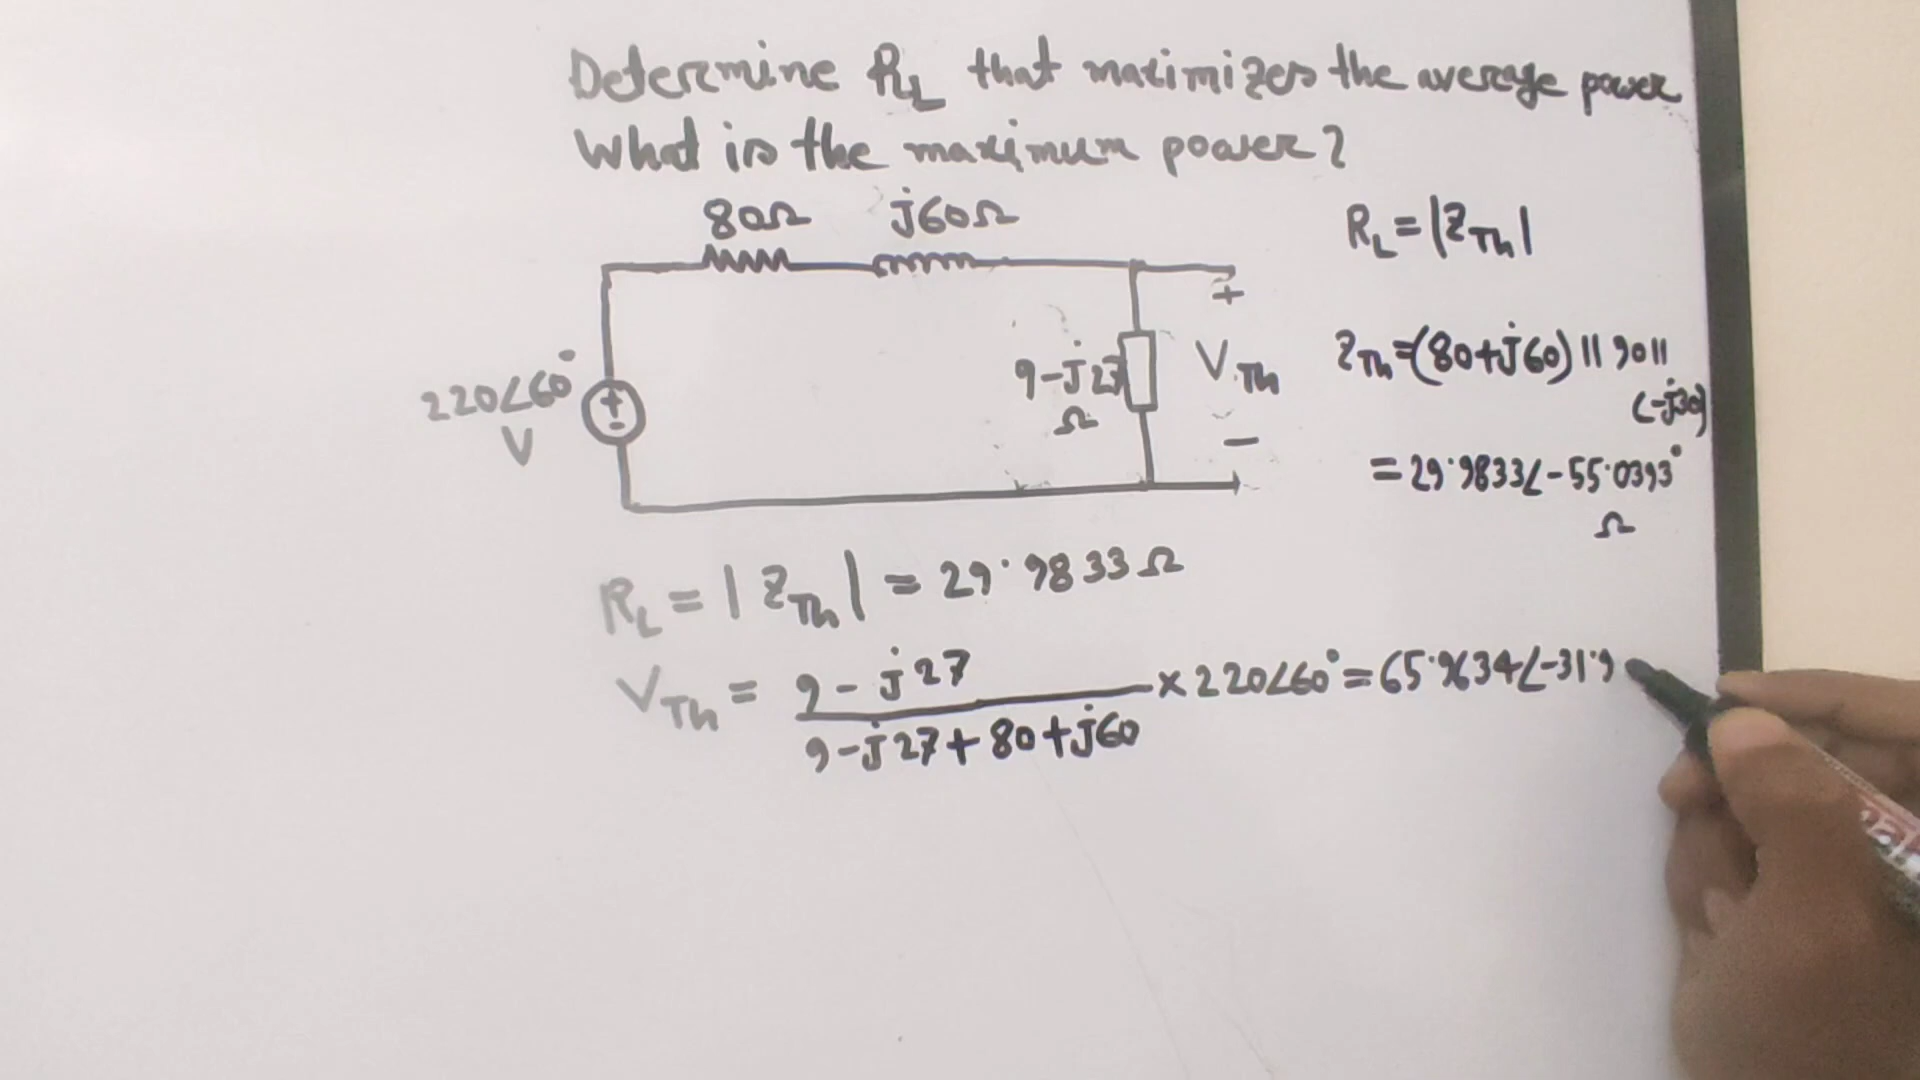 Determine RL that maximizes the average power
What is the maximum power?
80Ω j60Ω
RL = |ZTh|
+
220∠60°
V
+
-
9-j27
Ω
VTh
-
ZTh = (80+j60) || 90 ||
(-j30)
= 29.9833∠-55.0393°
Ω
RL = |ZTh| = 29.9833Ω
VTh = 9 - j27 / 9-j27+80+j60 × 220∠60° = 65.9634∠-31.9